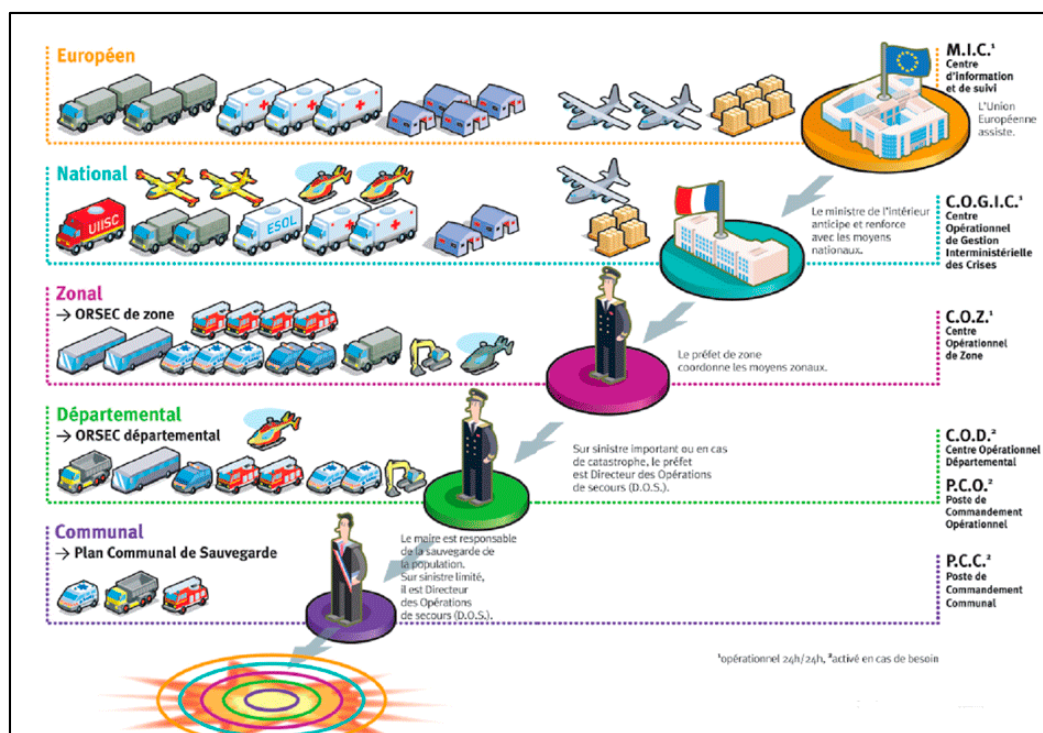 Européen
M.I.C.¹
Centre
d'information
et de suivi
L'Union
Européenne
assiste.
National
UIISC
ESOL
Le ministre de l'intérieur
anticipe et renforce
avec les moyens
nationaux.
C.O.G.I.C.¹
Centre
Opérationnel
de Gestion
Interministérielle
des Crises
Zonal
→ ORSEC de zone
Le préfet de zone
coordonne les moyens zonaux.
C.O.Z.¹
Centre
Opérationnel
de Zone
Départemental
→ ORSEC départemental
Sur sinistre important ou en cas
de catastrophe, le préfet
est Directeur des Opérations
de secours (D.O.S.).
C.O.D.²
Centre Opérationnel
Départemental
P.C.O.²
Poste de
Commandement
Opérationnel
Communal
→ Plan Communal de Sauvegarde
Le maire est responsable
de la sauvegarde de
la population.
Sur sinistre limité,
il est Directeur
des Opérations
de secours (D.O.S.).
P.C.C.²
Poste de
Commandement
Communal
¹opérationnel 24h/24h, ²activé en cas de besoin